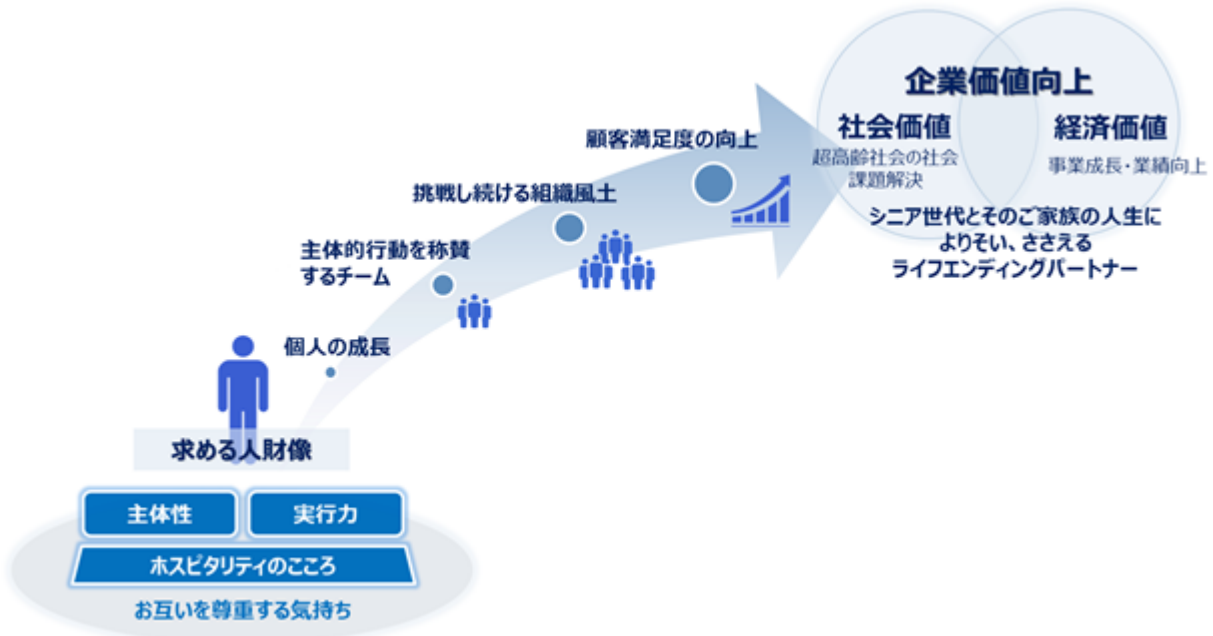 企業価値向上
社会価値
超高齢社会の社会
課題解決
経済価値
事業成長・業績向上
シニア世代とそのご家族の人生に
よりそい、ささえる
ライフエンディングパートナー
顧客満足度の向上
挑戦し続ける組織風土
主体的行動を称賛
するチーム
個人の成長
求める人財像
主体性
実行力
ホスピタリティのこころ
お互いを尊重する気持ち